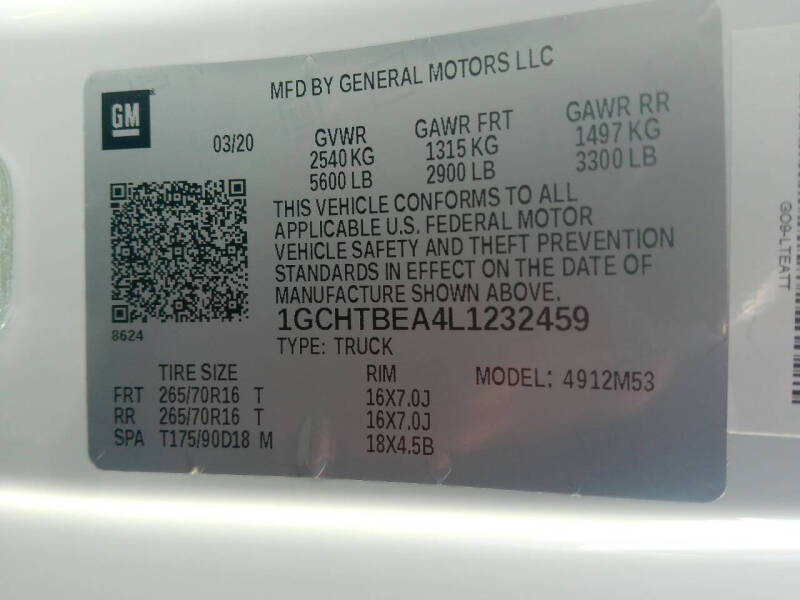 MFD BY GENERAL MOTORS LLC
GM
03/20
GVWR GAWR FRT GAWR RR
2540 KG 1315 KG 1497 KG
5600 LB 2900 LB 3300 LB
THIS VEHICLE CONFORMS TO ALL
APPLICABLE U.S. FEDERAL MOTOR
VEHICLE SAFETY AND THEFT PREVENTION
STANDARDS IN EFFECT ON THE DATE OF
MANUFACTURE SHOWN ABOVE.
8624
1GCHTBEA4L1232459
TYPE: TRUCK
TIRE SIZE RIM MODEL: 4912M53
FRT 265/70R16 T 16X7.0J
RR 265/70R16 T 16X7.0J
SPA T175/90D18 M 18X4.5B
GO9-LTEATT